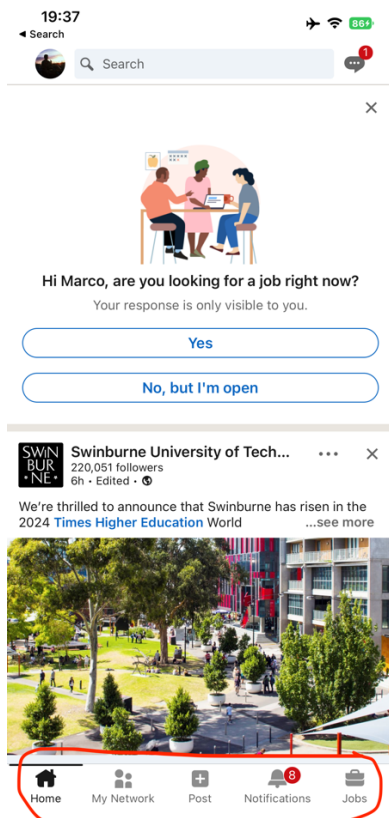 19:37
86
◀ Search
1
Search
Hi Marco, are you looking for a job right now?
Your response is only visible to you.
Yes
No, but I'm open
SWIN
BUR
•NE•
Swinburne University of Tech...
220,051 followers
6h • Edited •
We're thrilled to announce that Swinburne has risen in the
2024 Times Higher Education World ...see more
8
Home My Network Post Notifications Jobs